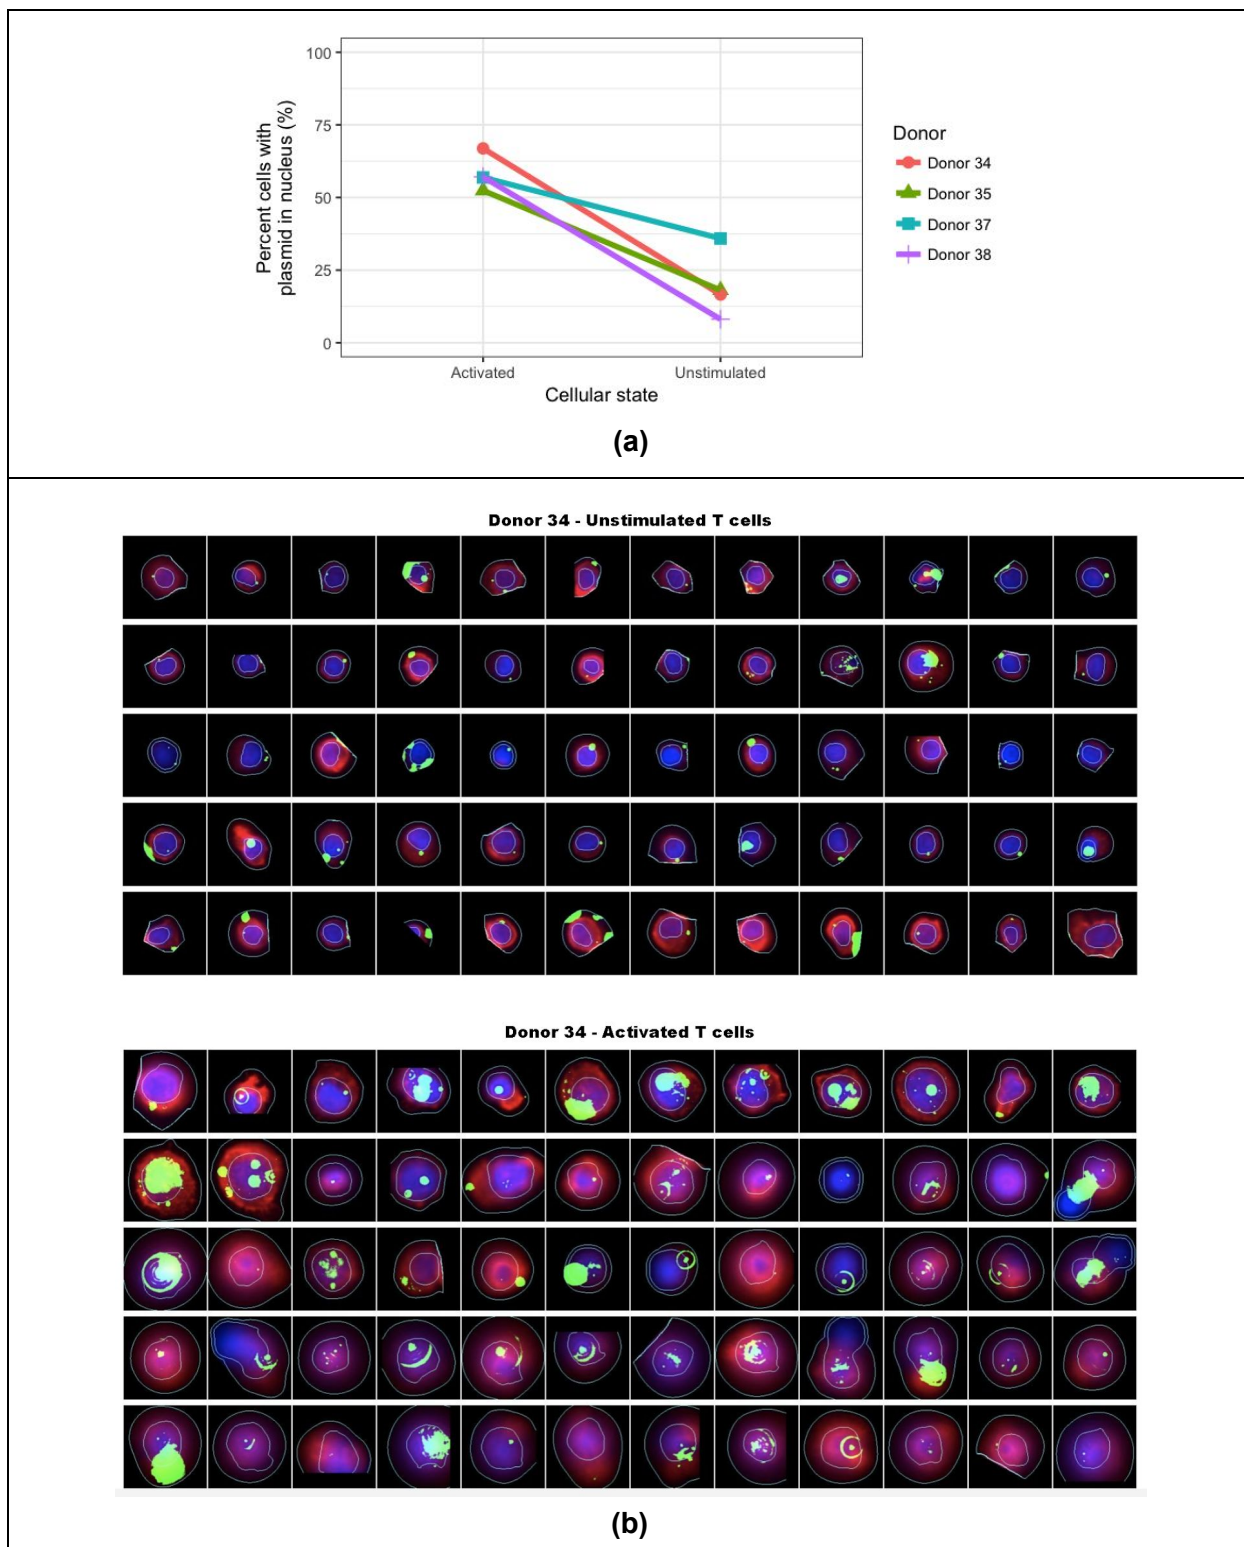 100
75
50
25
0
Percent cells with
plasmid in nucleus (%)
Activated
Unstimulated
Cellular state
Donor
Donor 34
Donor 35
Donor 37
Donor 38
(a)
Donor 34 - Unstimulated T cells
Donor 34 - Activated T cells
(b)